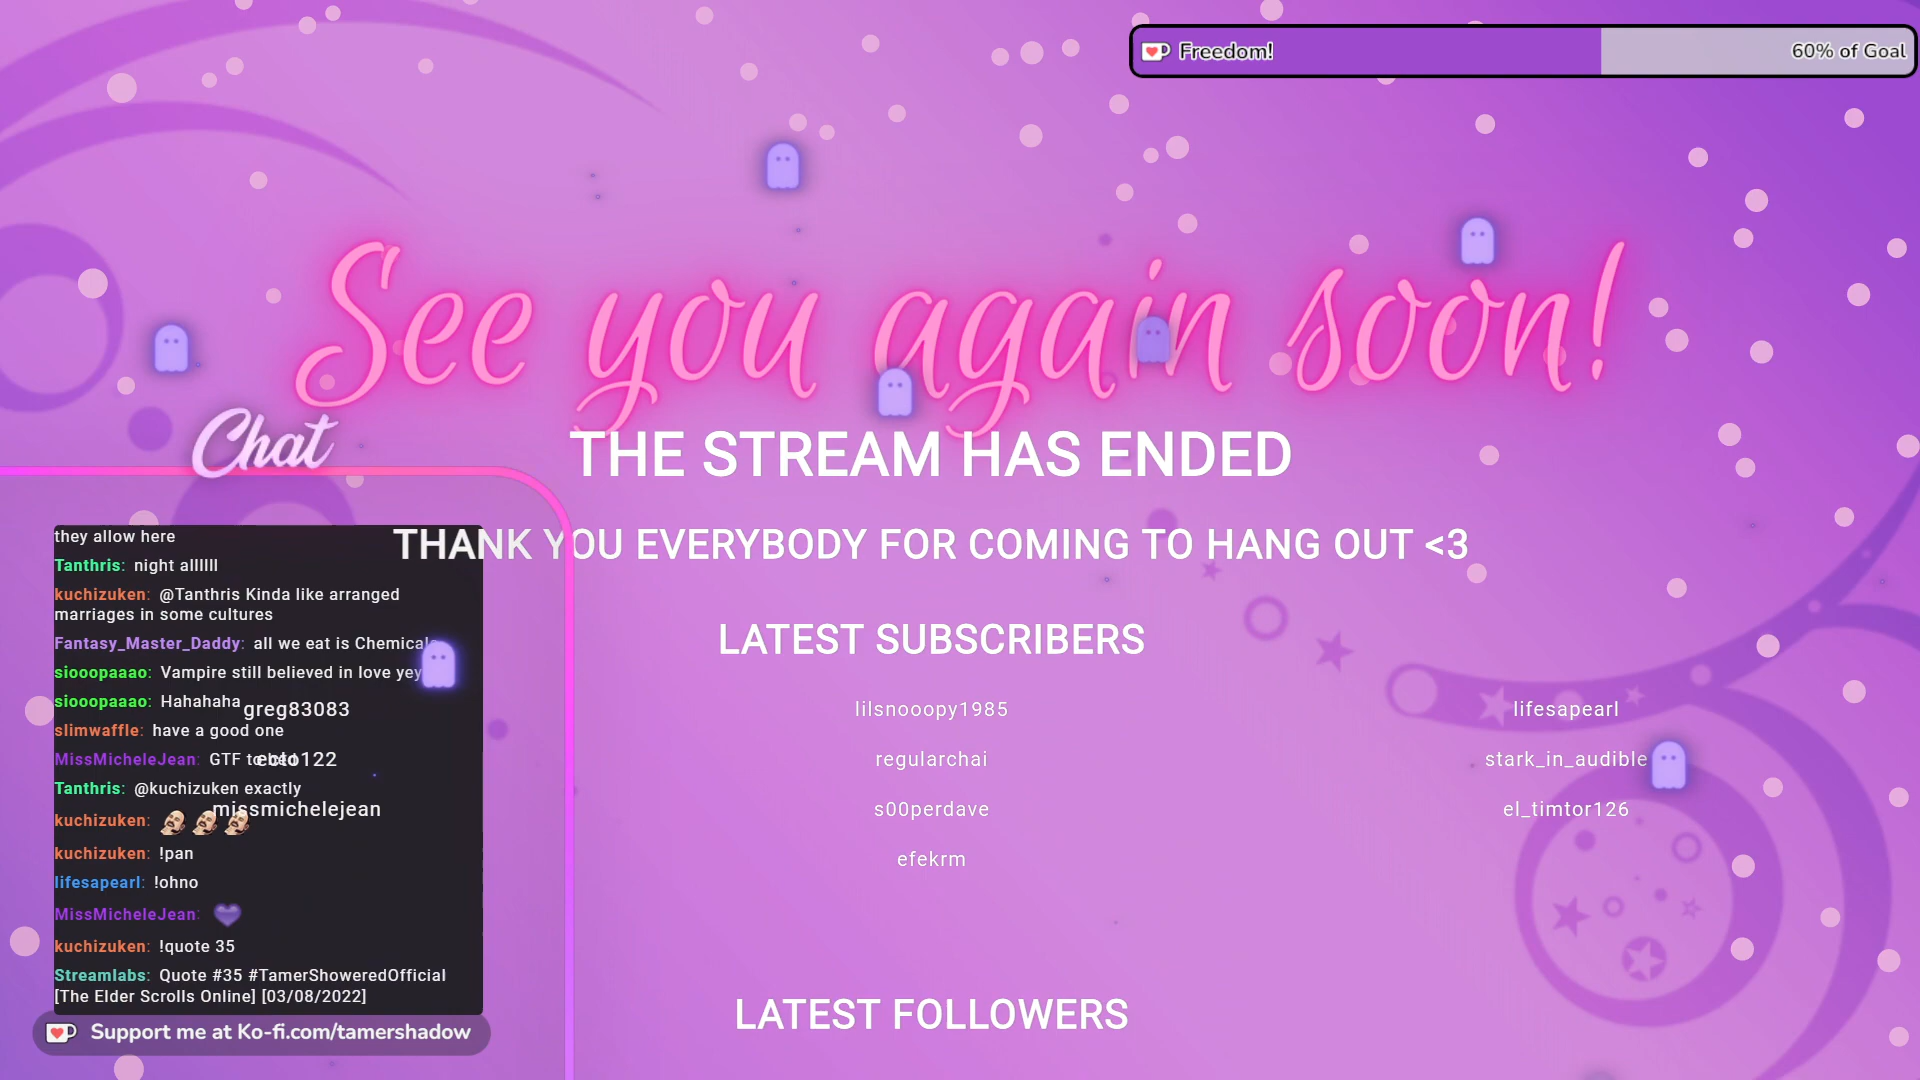 Freedom!
60% of Goal
See you again soon!
Chat
THE STREAM HAS ENDED
THANK YOU EVERYBODY FOR COMING TO HANG OUT <3
they allow here
Tanthris: night allllll
kuchizuken: @Tanthris Kinda like arranged
marriages in some cultures
Fantasy_Master_Daddy: all we eat is Chemicals
siooopaaao: Vampire still believed in love yey
siooopaaao: Hahahaha
slimwaffle: have a good one
MissMicheleJean: GTF to bed
Tanthris: @kuchizuken exactly
kuchizuken:
kuchizuken: !pan
lifesapearl: !ohno
MissMicheleJean:
kuchizuken: !quote 35
Streamlabs: Quote #35 #TamerShoweredOfficial
[The Elder Scrolls Online] [03/08/2022]
Support me at Ko-fi.com/tamershadow
LATEST SUBSCRIBERS
greg83083
lilsnooopy1985
lifesapearl
regularchai
stark_in_audible
missmichelejean
s00perdave
el_timtor126
efekrm
LATEST FOLLOWERS